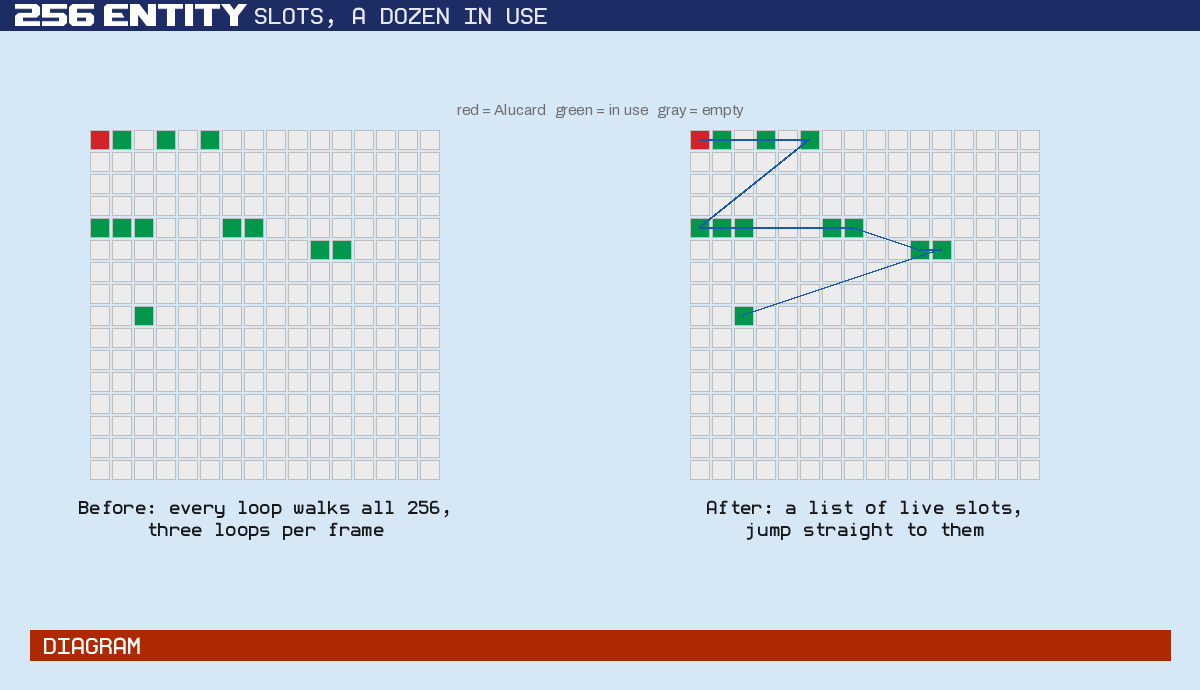 256 ENTITY SLOTS, A DOZEN IN USE
red = Alucard green = in use gray = empty
Before: every loop walks all 256,
three loops per frame
After: a list of live slots,
jump straight to them
DIAGRAM